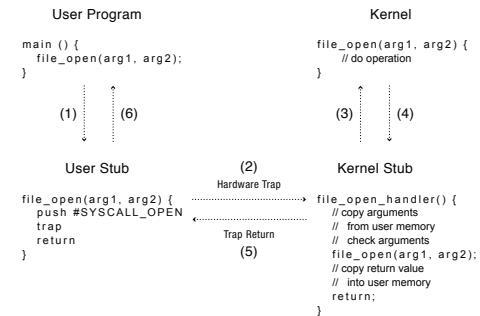 User Program
main () {
file_open(arg1, arg2);
}
Kernel
file_open(arg1, arg2) {
// do operation
}
(1)
(6)
(3)
(4)
User Stub
file_open(arg1, arg2) {
push #SYSCALL_OPEN
trap
return
}
(2)
Hardware Trap
Trap Return
(5)
Kernel Stub
file_open_handler() {
// copy arguments
// from user memory
// check arguments
file_open(arg1, arg2);
// copy return value
// into user memory
return;
}